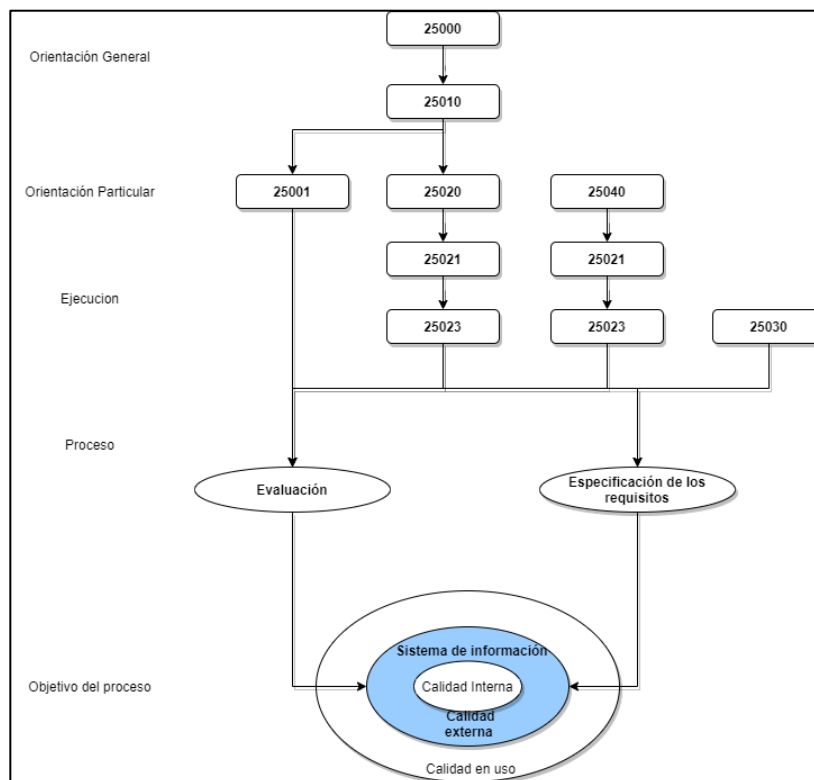 25000
Orientación General
25010
Orientación Particular
25001
25020
25040
25021
25021
Ejecucion
25023
25023
25030
Proceso
Evaluación
Especificación de los
requisitos
Sistema de información
Objetivo del proceso
Calidad Interna
Calidad
externa
Calidad en uso